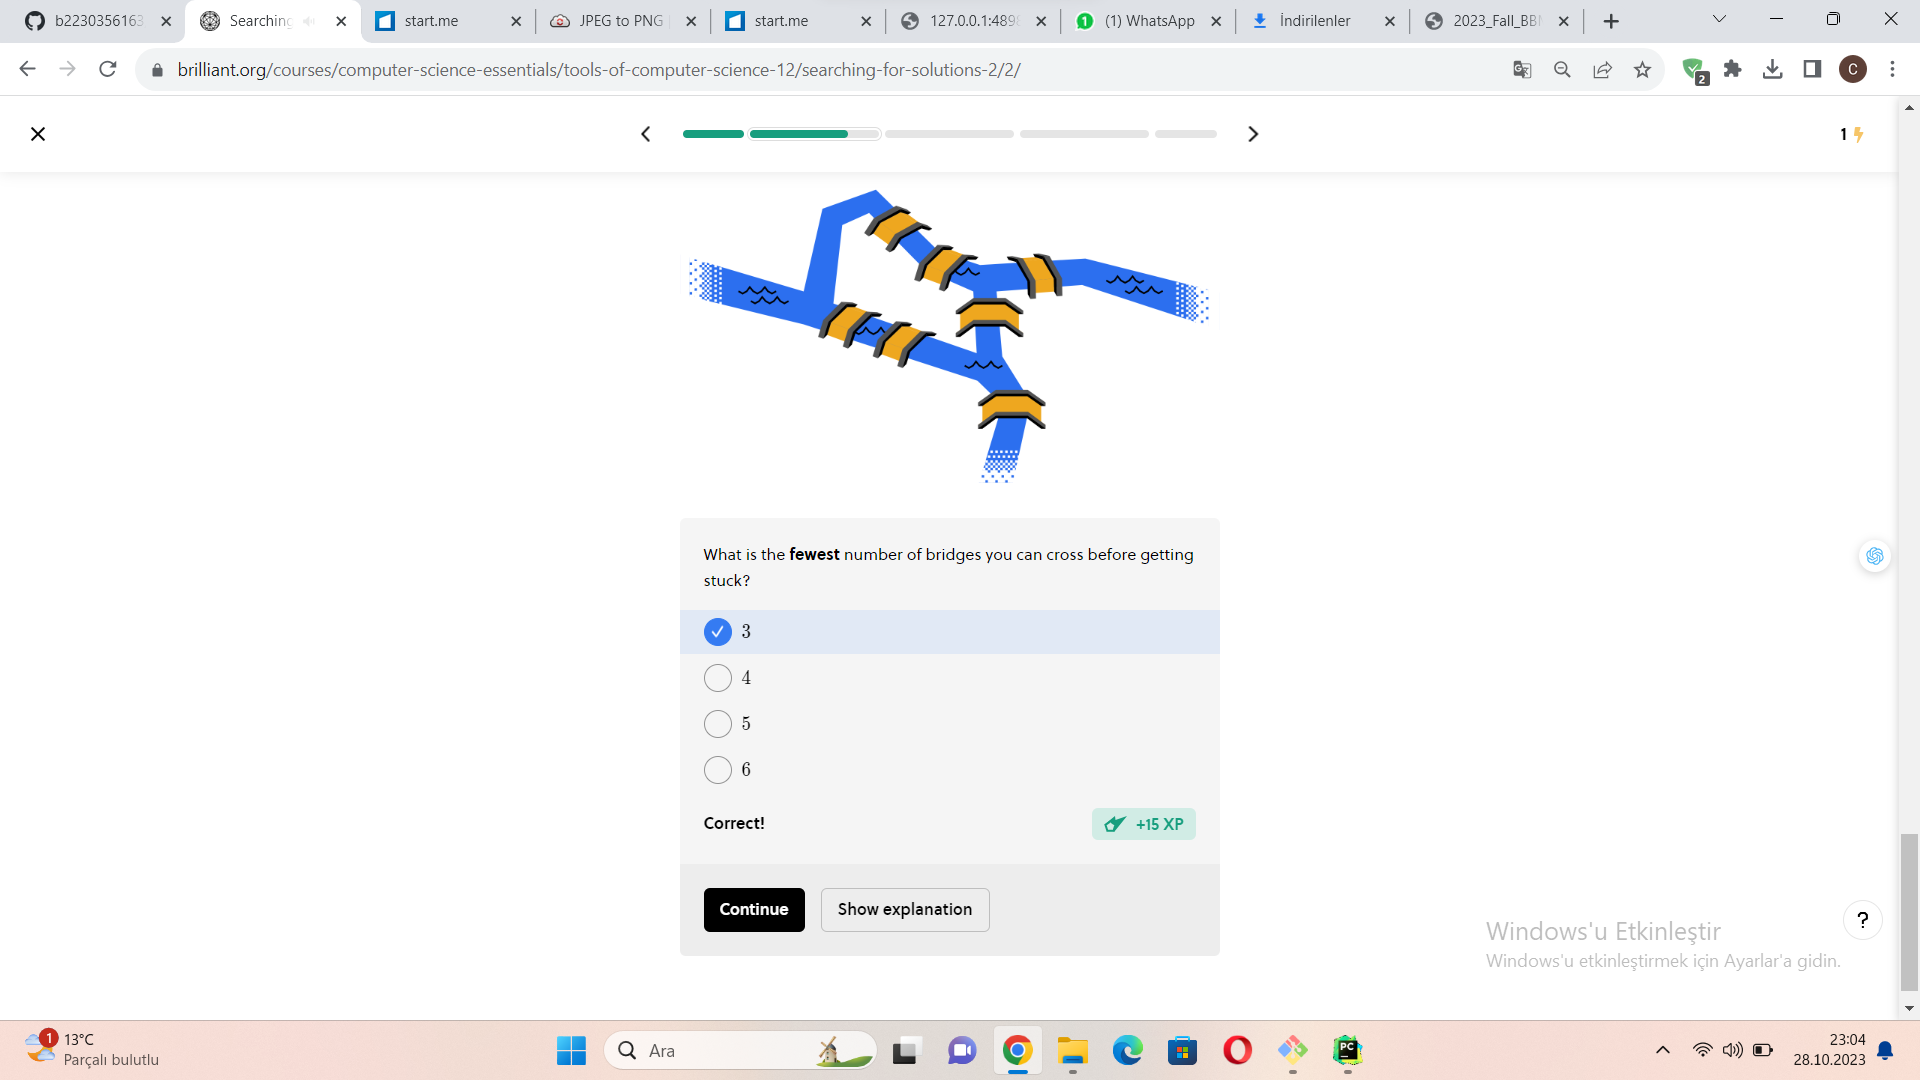 b2230356163
Searching
start.me
JPEG to PNG
start.me
127.0.0.1:489
(1) WhatsApp
İndirilenler
2023_Fall_BB
brilliant.org/courses/computer-science-essentials/tools-of-computer-science-12/searching-for-solutions-2/2/
2
C
1
What is the fewest number of bridges you can cross before getting
stuck?
3
4
5
6
Correct!
+15 XP
Continue
Show explanation
?
Windows'u Etkinleştir
Windows'u etkinleştirmek için Ayarlar'a gidin.
1
13°C
Parçalı bulutlu
Ara
PC
23:04
28.10.2023